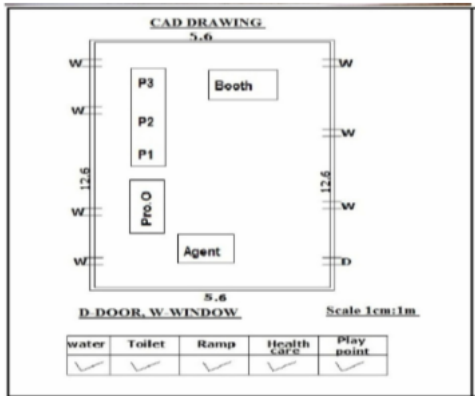 CAD DRAWING
5.6
W
W
P3
Booth
W
P2
W
P1
12.6
12.6
W
W
Pro.O
Agent
W
D
5.6
D-DOOR, W-WINDOW
Scale 1cm:1m
water Toilet Ramp Health care Play point